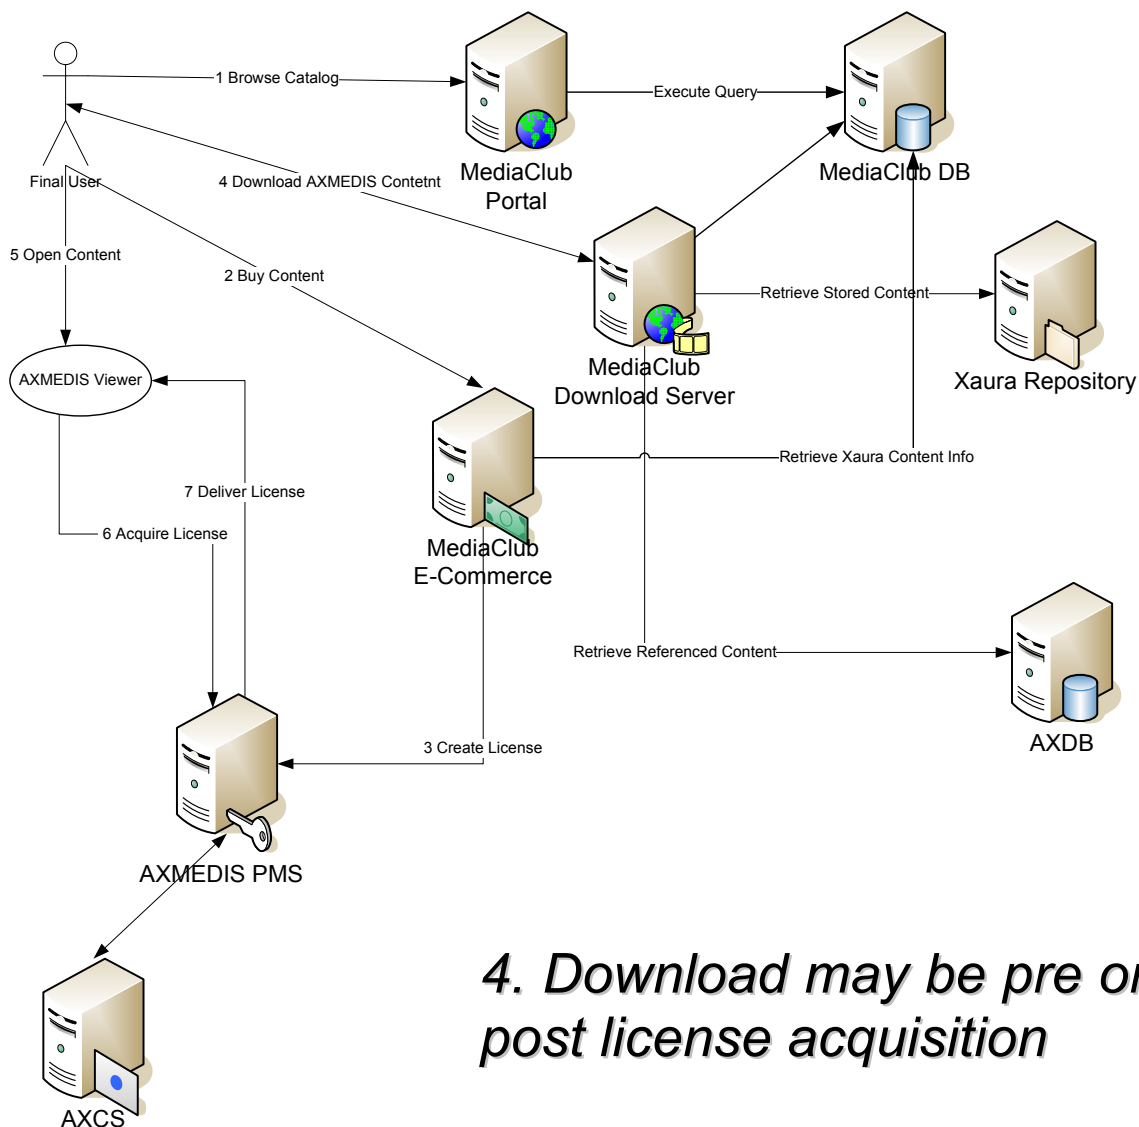 1 Browse Catalog
Execute Query
MediaClub
Portal
MediaClub DB
Final User
4 Download AXMEDIS Contetnt
5 Open Content
2 Buy Content
Retrieve Stored Content
MediaClub
Download Server
Xaura Repository
AXMEDIS Viewer
Retrieve Xaura Content Info
7 Deliver License
6 Acquire License
MediaClub
E-Commerce
Retrieve Referenced Content
AXDB
3 Create License
AXMEDIS PMS
4. Download may be pre or
post license acquisition
AXCS